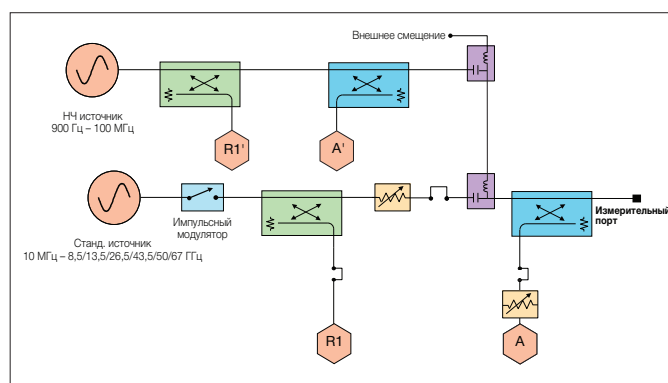 Внешнее смещение
НЧ источник
900 Гц – 100 МГц
R1'
A'
Импульсный
модулятор
Измерительный
порт
Станд. источник
10 МГц – 8,5/13,5/26,5/43,5/50/67 ГГц
R1
A